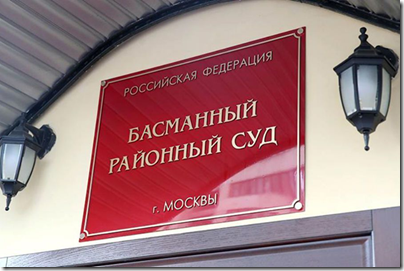 РОССИЙСКАЯ ФЕДЕРАЦИЯ
БАСМАННЫЙ
РАЙОННЫЙ СУД
г. МОСКВЫ